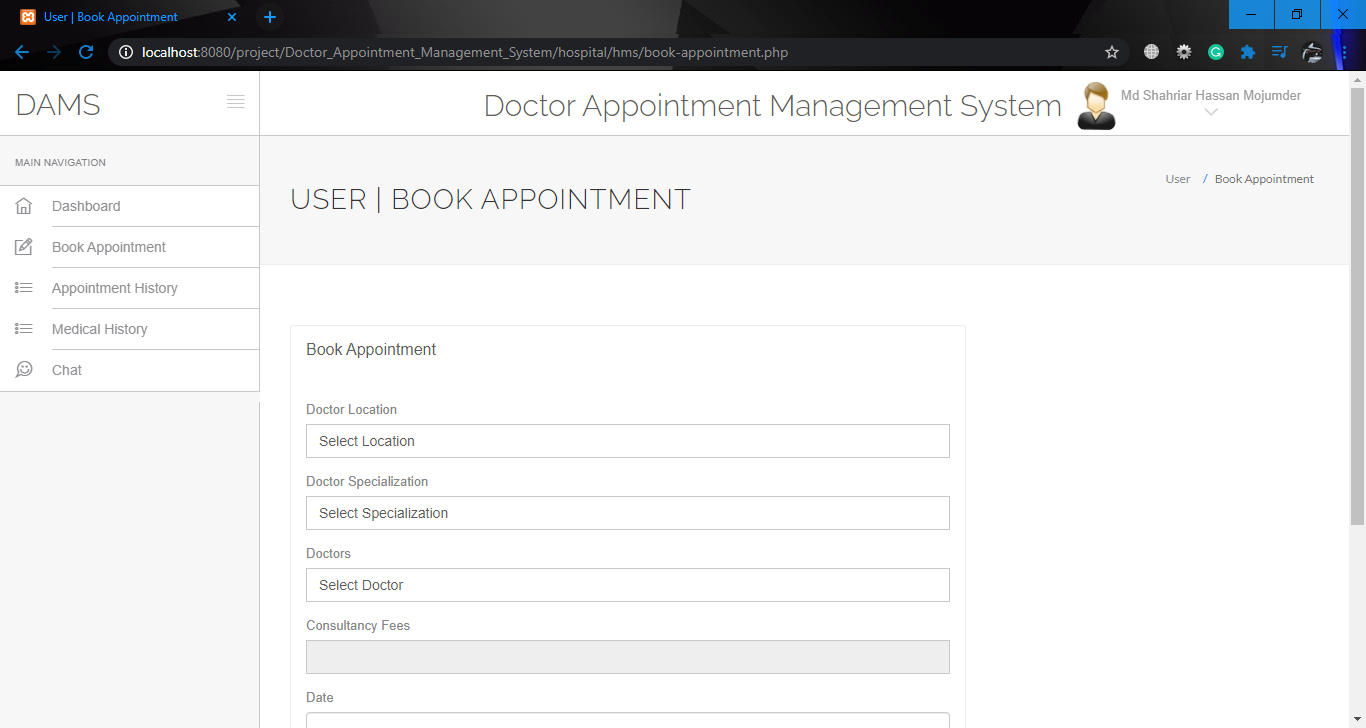 User | Book Appointment
localhost:8080/project/Doctor_Appointment_Management_System/hospital/hms/book-appointment.php
DAMS
Doctor Appointment Management System
Md Shahriar Hassan Mojumder
MAIN NAVIGATION
USER | BOOK APPOINTMENT
User / Book Appointment
Dashboard
Book Appointment
Appointment History
Medical History
Chat
Book Appointment
Doctor Location
Select Location
Doctor Specialization
Select Specialization
Doctors
Select Doctor
Consultancy Fees
Date